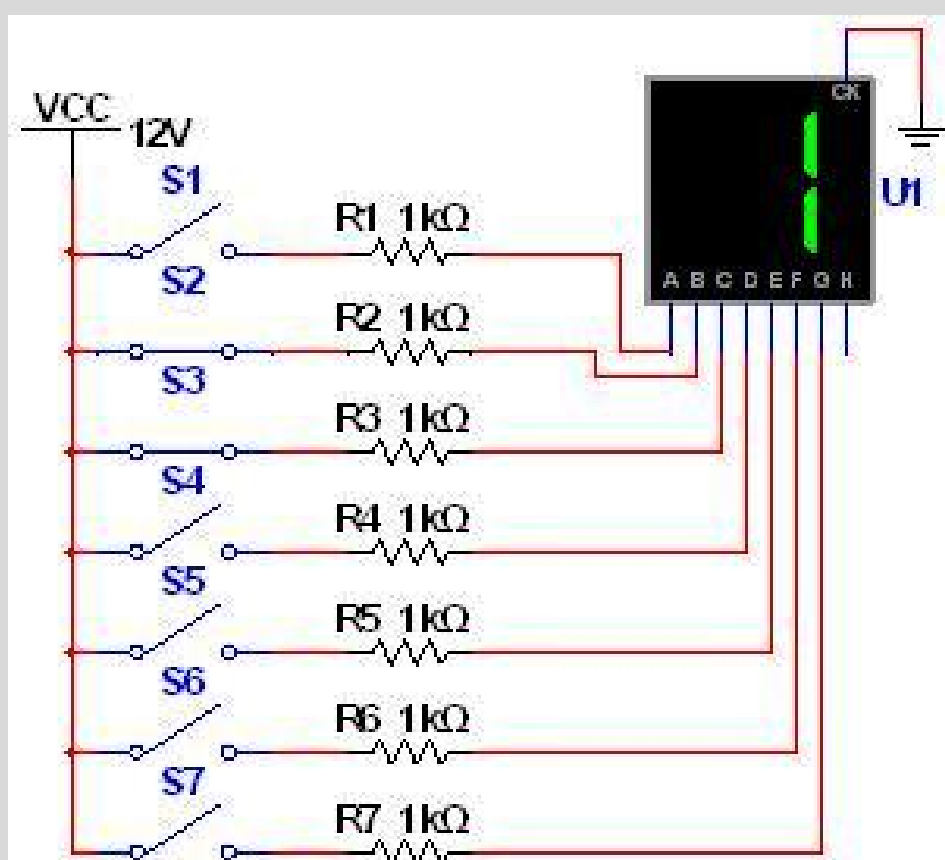 CK
VCC 12V
S1
U1
R1 1kΩ
A B C D E F G H
S2
R2 1kΩ
S3
R3 1kΩ
S4
R4 1kΩ
S5
R5 1kΩ
S6
R6 1kΩ
S7
R7 1kΩ